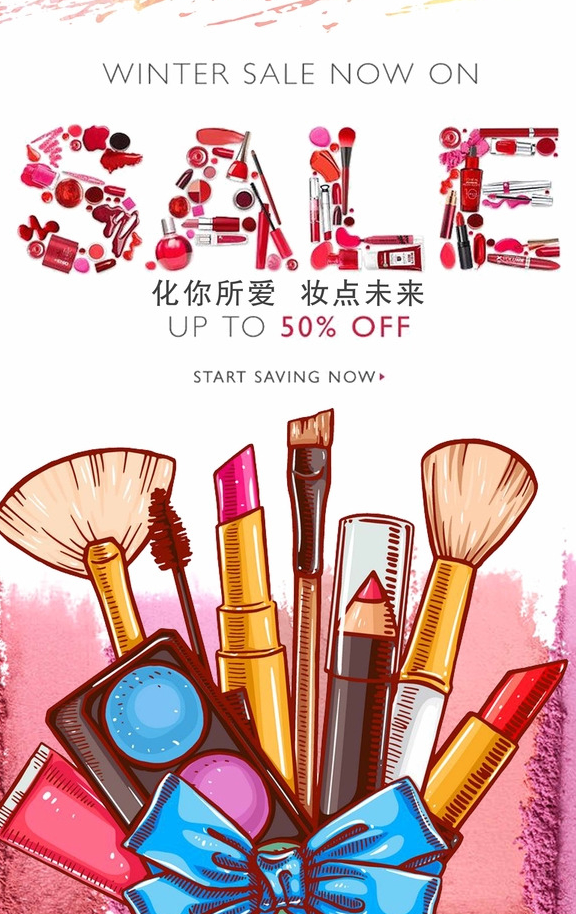 WINTER SALE NOW ON
SALE
化你所爱 妆点未来
UP TO 50% OFF
START SAVING NOW